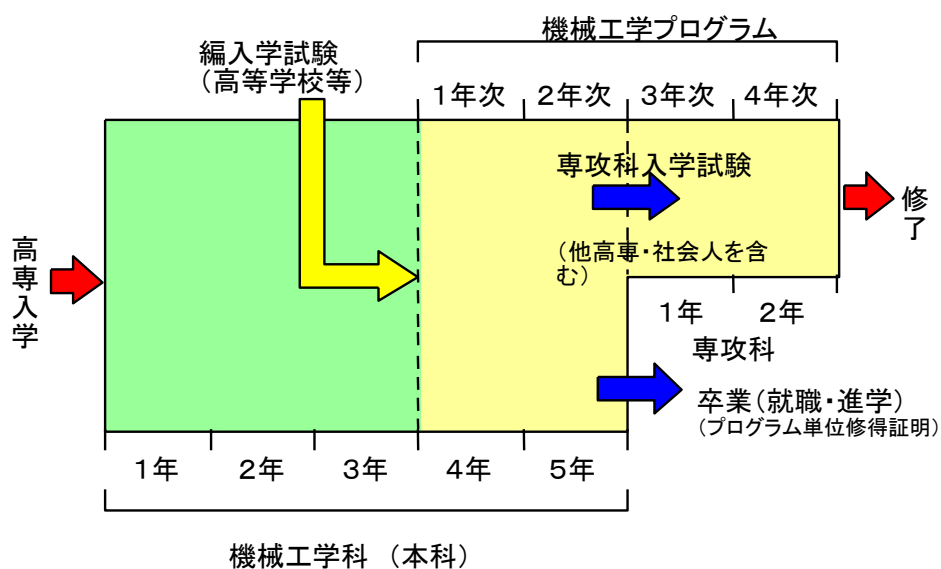 機械工学プログラム
編入学試験
（高等学校等）
１年次
２年次
３年次
４年次
専攻科入学試験
（他高専・社会人を含
む）
修了
高専入学
１年
２年
専攻科
卒業（就職・進学）
（プログラム単位修得証明）
１年
２年
３年
４年
５年
機械工学科　（本科）